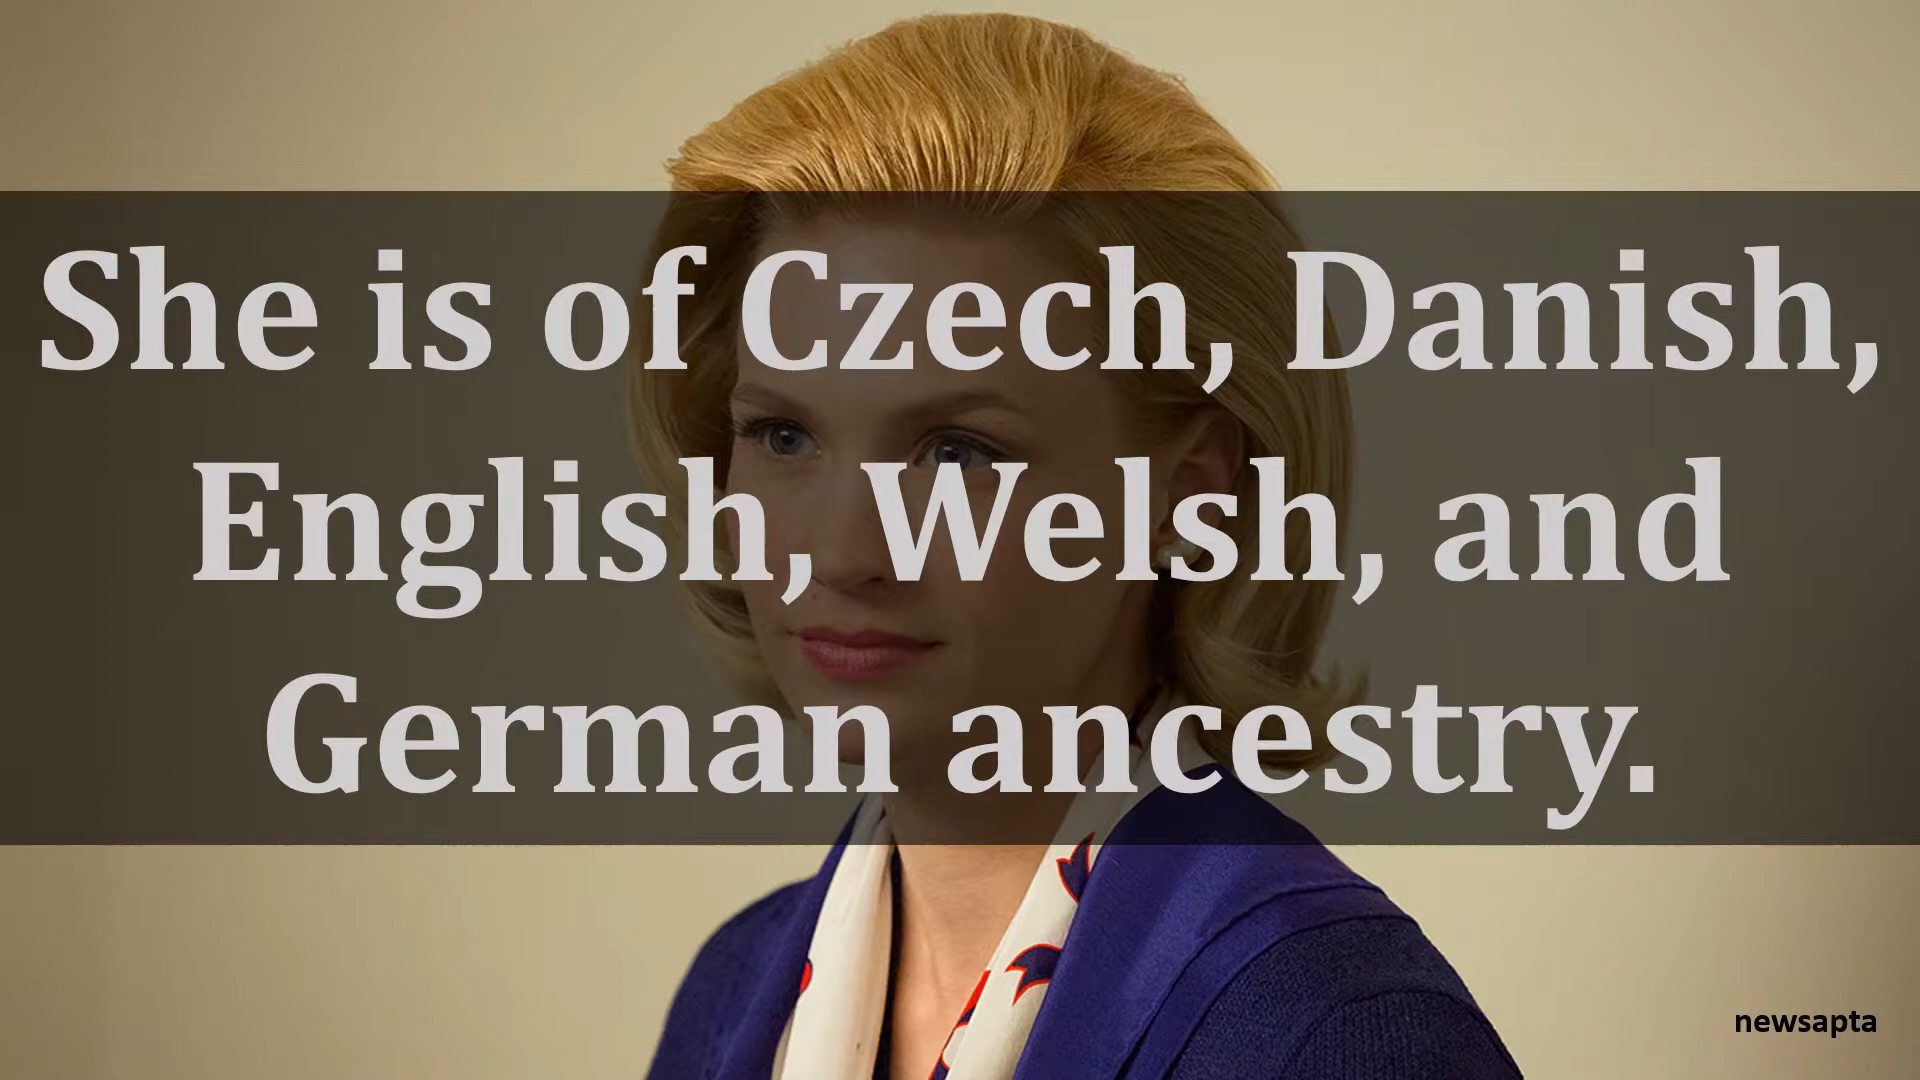 She is of Czech, Danish,
English, Welsh, and
German ancestry.
newsapta